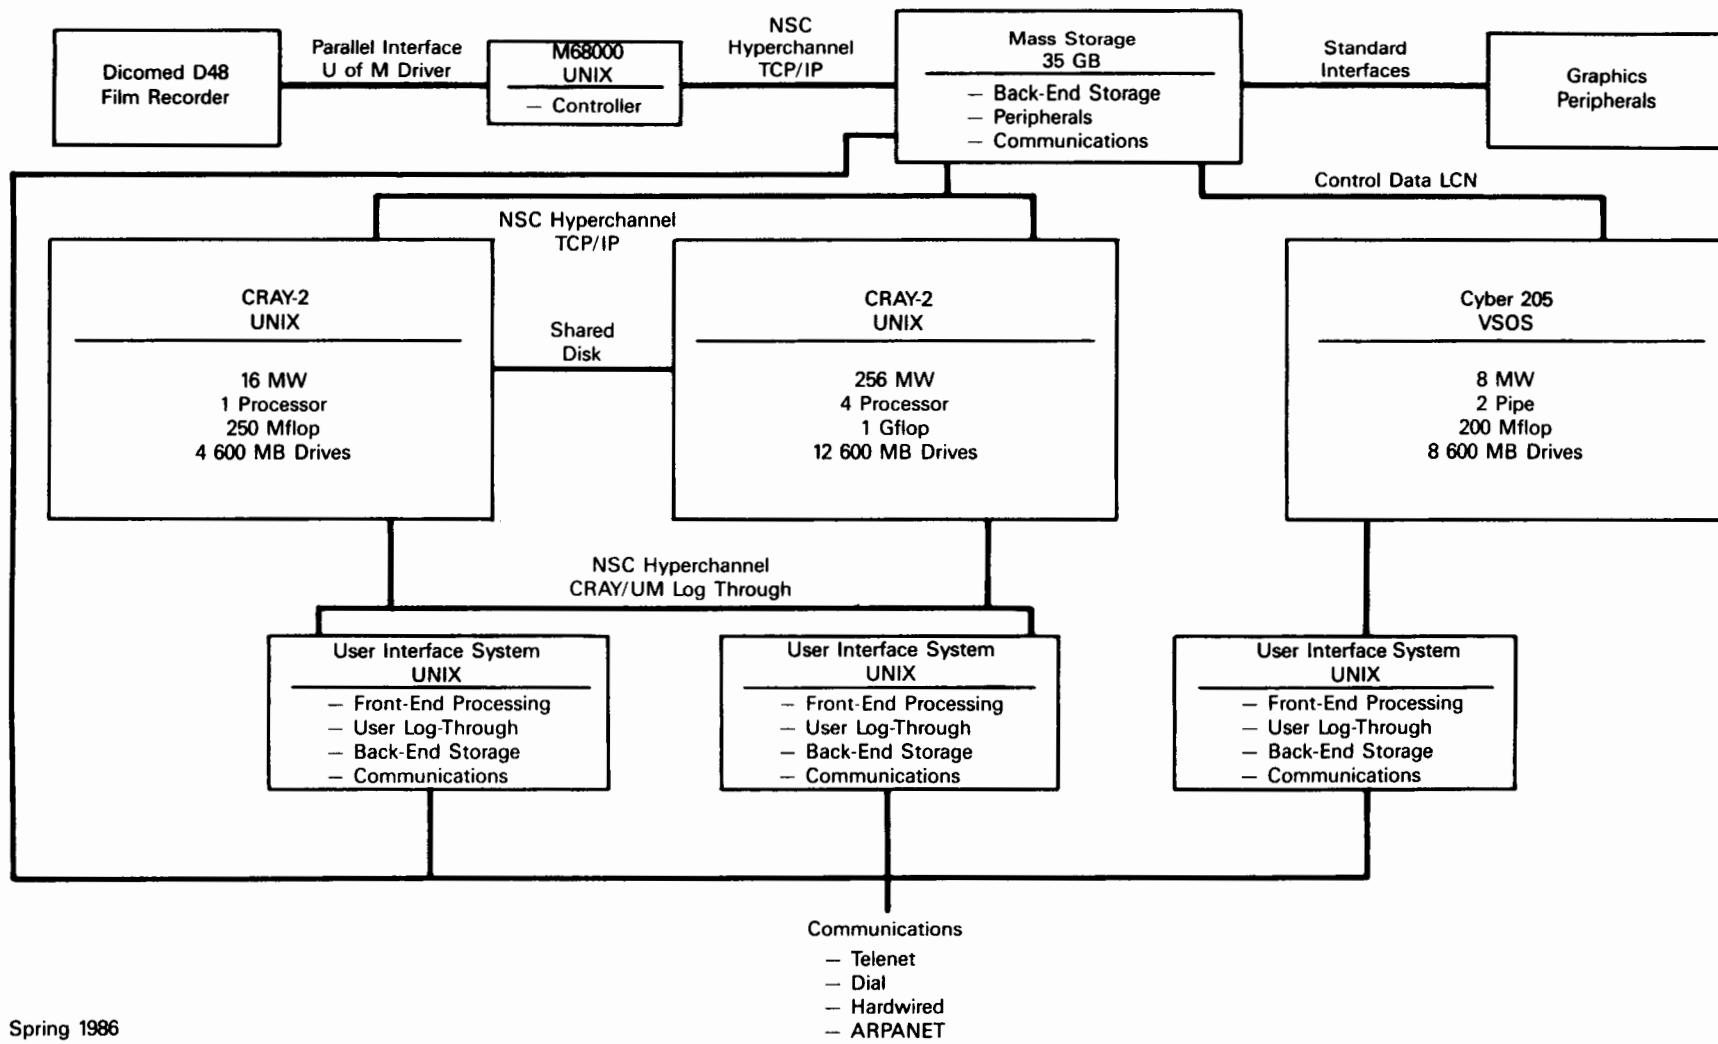 Dicomed D48
Film Recorder
Parallel Interface
U of M Driver
M68000
UNIX
— Controller
NSC
Hyperchannel
TCP/IP
Mass Storage
35 GB
— Back-End Storage
— Peripherals
— Communications
Standard
Interfaces
Graphics
Peripherals
Control Data LCN
NSC Hyperchannel
TCP/IP
CRAY-2
UNIX
16 MW
1 Processor
250 Mflop
4 600 MB Drives
Shared
Disk
CRAY-2
UNIX
256 MW
4 Processor
1 Gflop
12 600 MB Drives
Cyber 205
VSOS
8 MW
2 Pipe
200 Mflop
8 600 MB Drives
NSC Hyperchannel
CRAY/UM Log Through
User Interface System
UNIX
— Front-End Processing
— User Log-Through
— Back-End Storage
— Communications
User Interface System
UNIX
— Front-End Processing
— User Log-Through
— Back-End Storage
— Communications
User Interface System
UNIX
— Front-End Processing
— User Log-Through
— Back-End Storage
— Communications
Communications
— Telenet
— Dial
— Hardwired
— ARPANET
Spring 1986